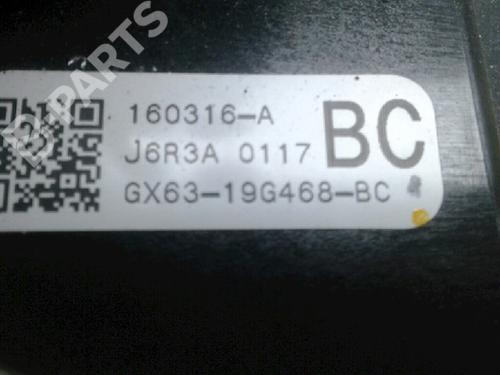 B-PARTS
160316-A
J6R3A 0117 BC
GX63-19G468-BC